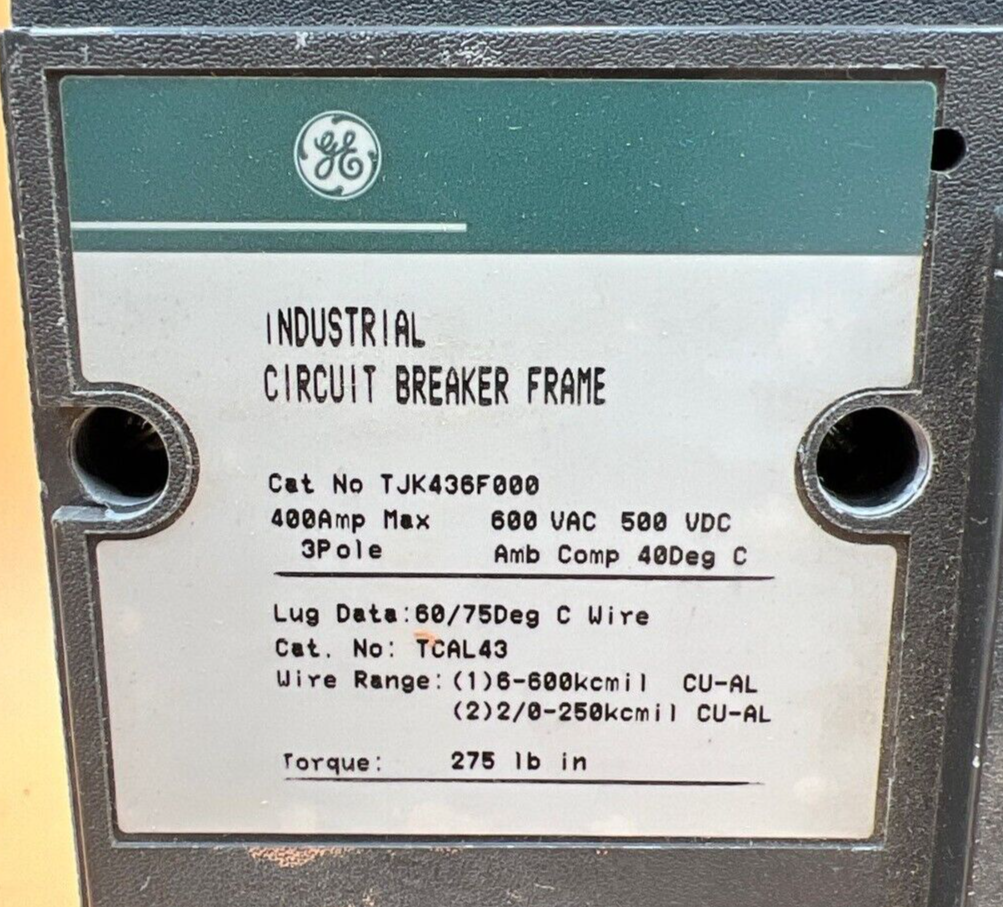 GE
INDUSTRIAL
CIRCUIT BREAKER FRAME
Cat No TJK436F000
400Amp Max 600 VAC 500 VDC
3Pole Amb Comp 40Deg C
Lug Data:60/75Deg C Wire
Cat. No: TCAL43
Wire Range:(1)6-600kcmil CU-AL
(2)2/0-250kcmil CU-AL
Torque: 275 lb in